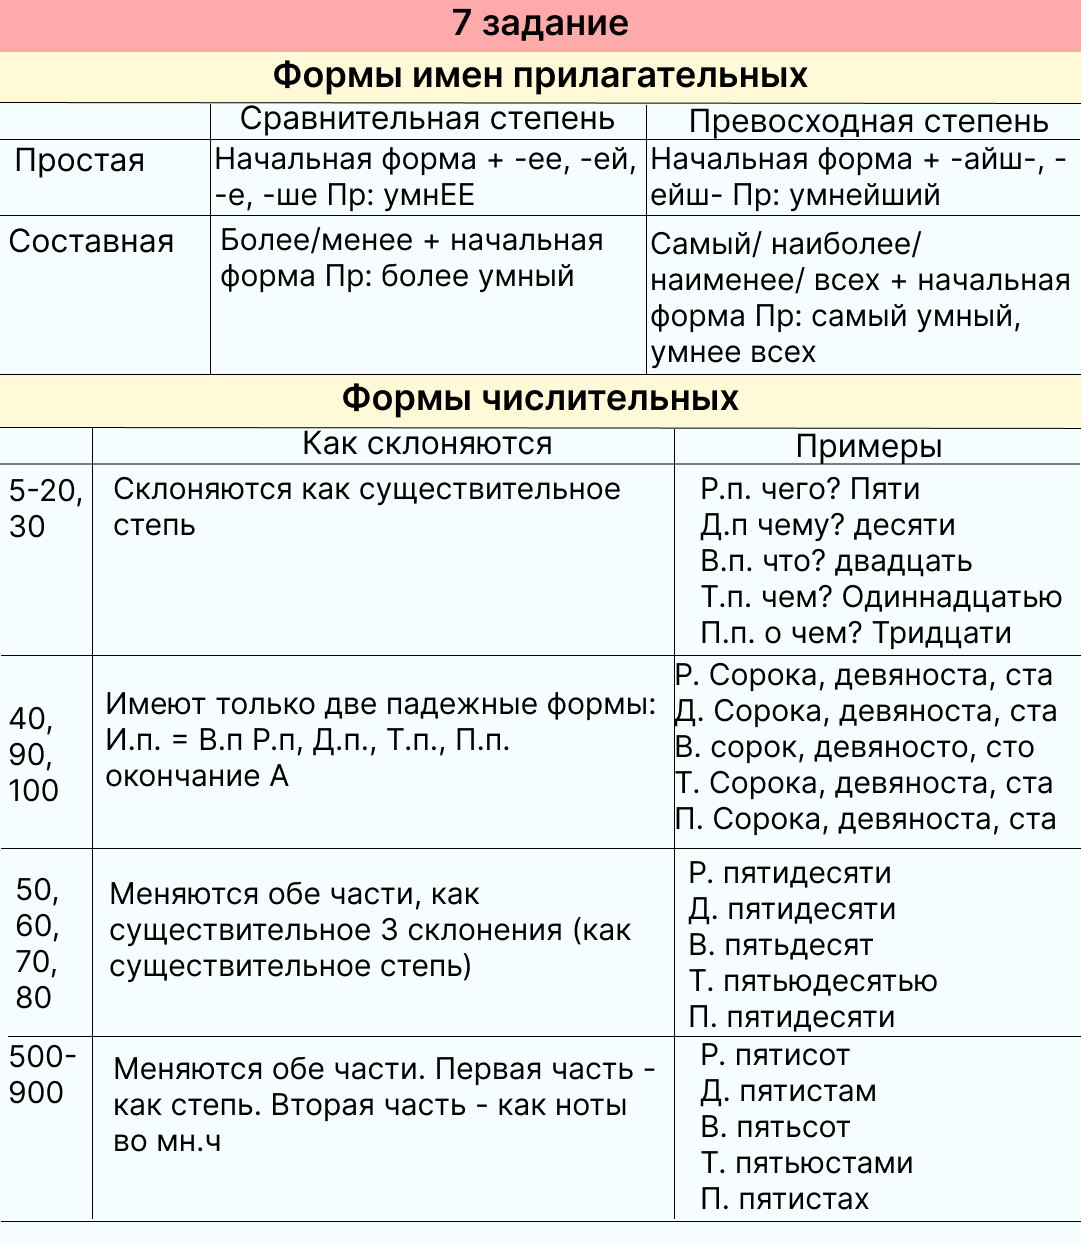 7 задание
Формы имен прилагательных
Сравнительная степень
Превосходная степень
Простая
Начальная форма + -ее, -ей,
-е, -ше Пр: умнЕЕ
Начальная форма + -айш-, -
ейш- Пр: умнейший
Составная
Более/менее + начальная
форма Пр: более умный
Самый/ наиболее/
наименее/ всех + начальная
форма Пр: самый умный,
умнее всех
Формы числительных
Как склоняются
Примеры
5-20,
30
Склоняются как существительное
степь
Р.п. чего? Пяти
Д.п чему? десяти
В.п. что? двадцать
Т.п. чем? Одиннадцатью
П.п. о чем? Тридцати
40,
90,
100
Имеют только две падежные формы:
И.п. = В.п Р.п, Д.п., Т.п., П.п.
окончание А
Р. Сорока, девяноста, ста
Д. Сорока, девяноста, ста
В. сорок, девяносто, сто
Т. Сорока, девяноста, ста
П. Сорока, девяноста, ста
50,
60,
70,
80
Меняются обе части, как
существительное 3 склонения (как
существительное степь)
Р. пятидесяти
Д. пятидесяти
В. пятьдесят
Т. пятьюдесятью
П. пятидесяти
500-
900
Меняются обе части. Первая часть -
как степь. Вторая часть - как ноты
во мн.ч
Р. пятисот
Д. пятистам
В. пятьсот
Т. пятьюстами
П. пятистах